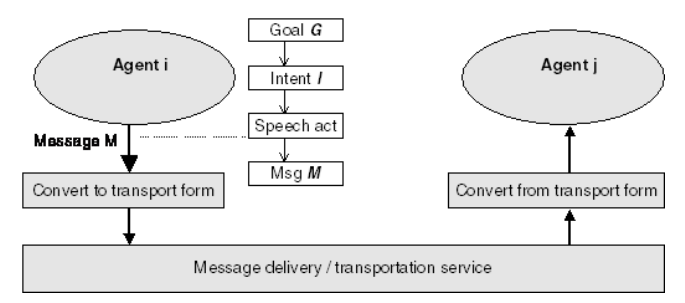 Goal G
Agent i
Agent j
Intent I
Speech act
Message M
Msg M
Convert to transport form
Convert from transport form
Message delivery / transportation service